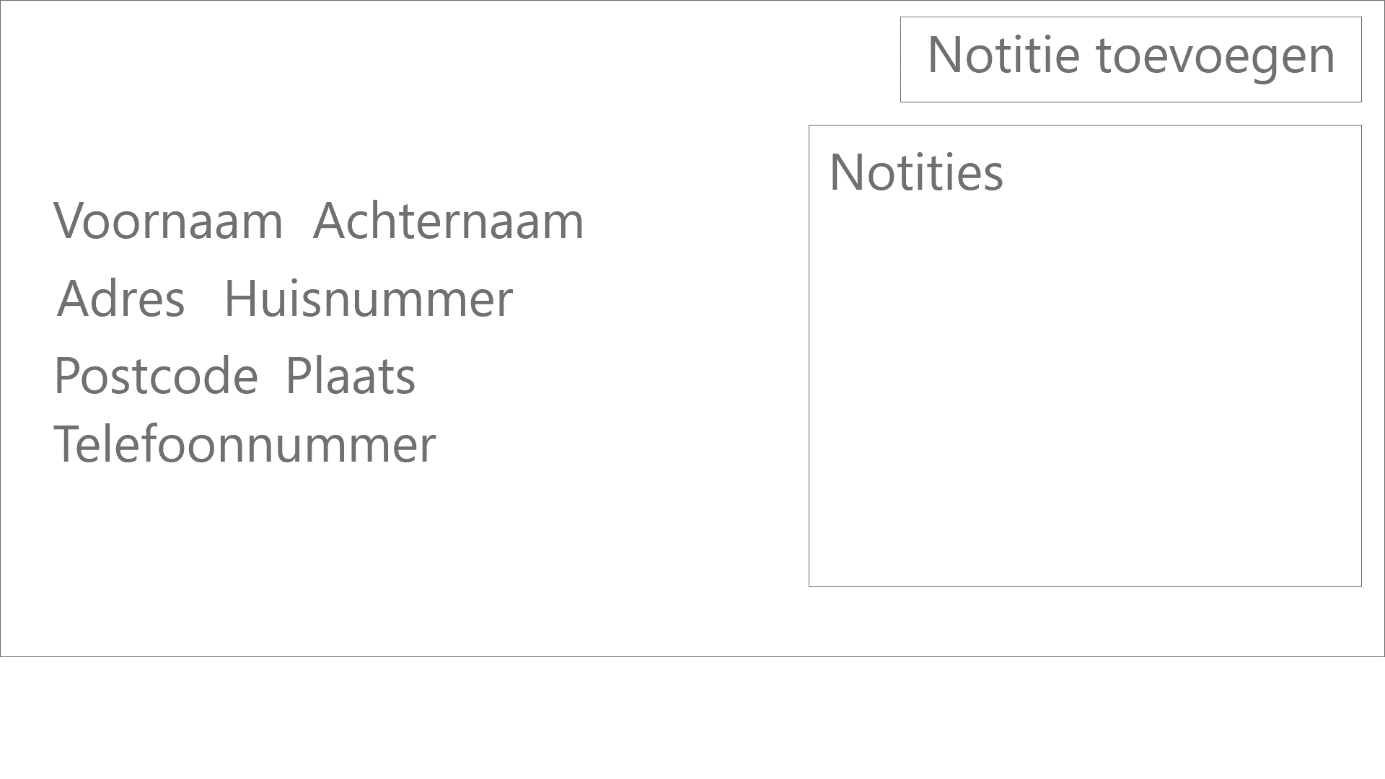 Notitie toevoegen
Notities
Voornaam Achternaam
Adres Huisnummer
Postcode Plaats
Telefoonnummer